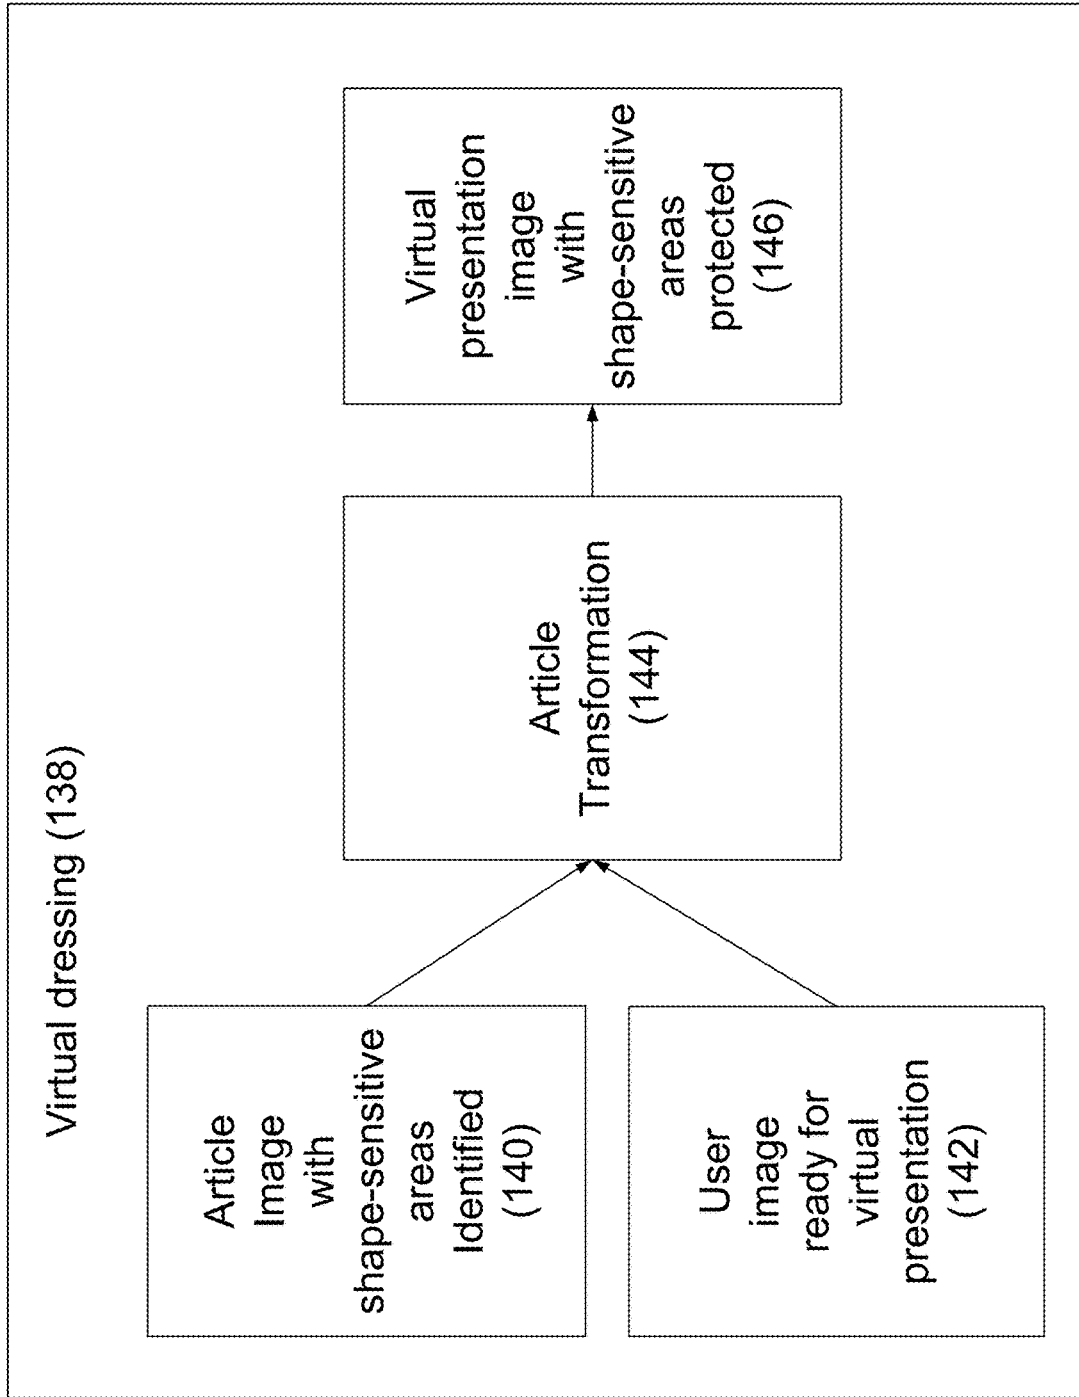 Virtual dressing (138)
Article
Image
with
shape-sensitive
areas
Identified
(140)
User
image
ready for
virtual
presentation
(142)
Article
Transformation
(144)
Virtual
presentation
image
with
shape-sensitive
areas
protected
(146)